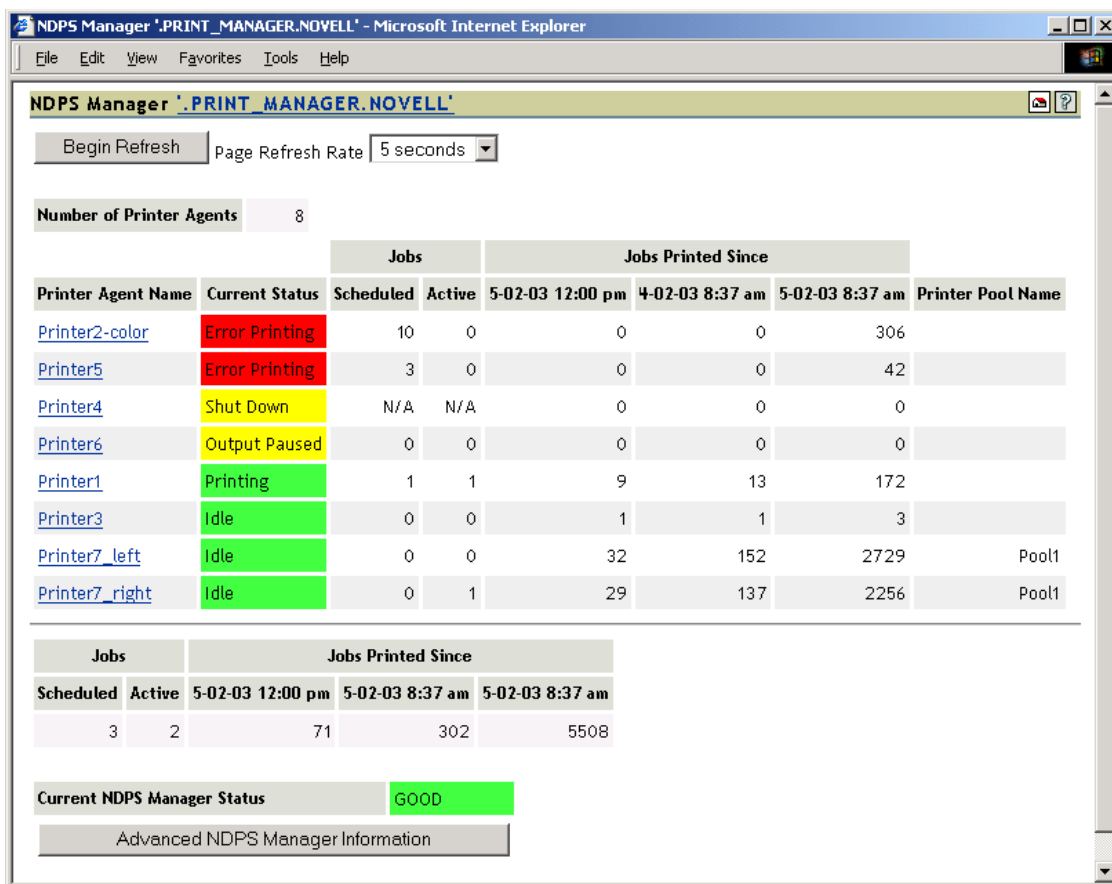 NDPS Manager '.PRINT_MANAGER.NOVELL' - Microsoft Internet Explorer
File Edit View Favorites Tools Help
NDPS Manager '.PRINT_MANAGER.NOVELL'
Begin Refresh Page Refresh Rate 5 seconds
Number of Printer Agents 8
Jobs Jobs Printed Since
Printer Agent Name Current Status Scheduled Active 5-02-03 12:00 pm 4-02-03 8:37 am 5-02-03 8:37 am Printer Pool Name
Printer2-color Error Printing 10 0 0 0 306
Printer5 Error Printing 3 0 0 0 42
Printer4 Shut Down N/A N/A 0 0 0
Printer6 Output Paused 0 0 0 0 0
Printer1 Printing 1 1 9 13 172
Printer3 Idle 0 0 1 1 3
Printer7_left Idle 0 0 32 152 2729 Pool1
Printer7_right Idle 0 1 29 137 2256 Pool1
Jobs Jobs Printed Since
Scheduled Active 5-02-03 12:00 pm 5-02-03 8:37 am 5-02-03 8:37 am
3 2 71 302 5508
Current NDPS Manager Status GOOD
Advanced NDPS Manager Information